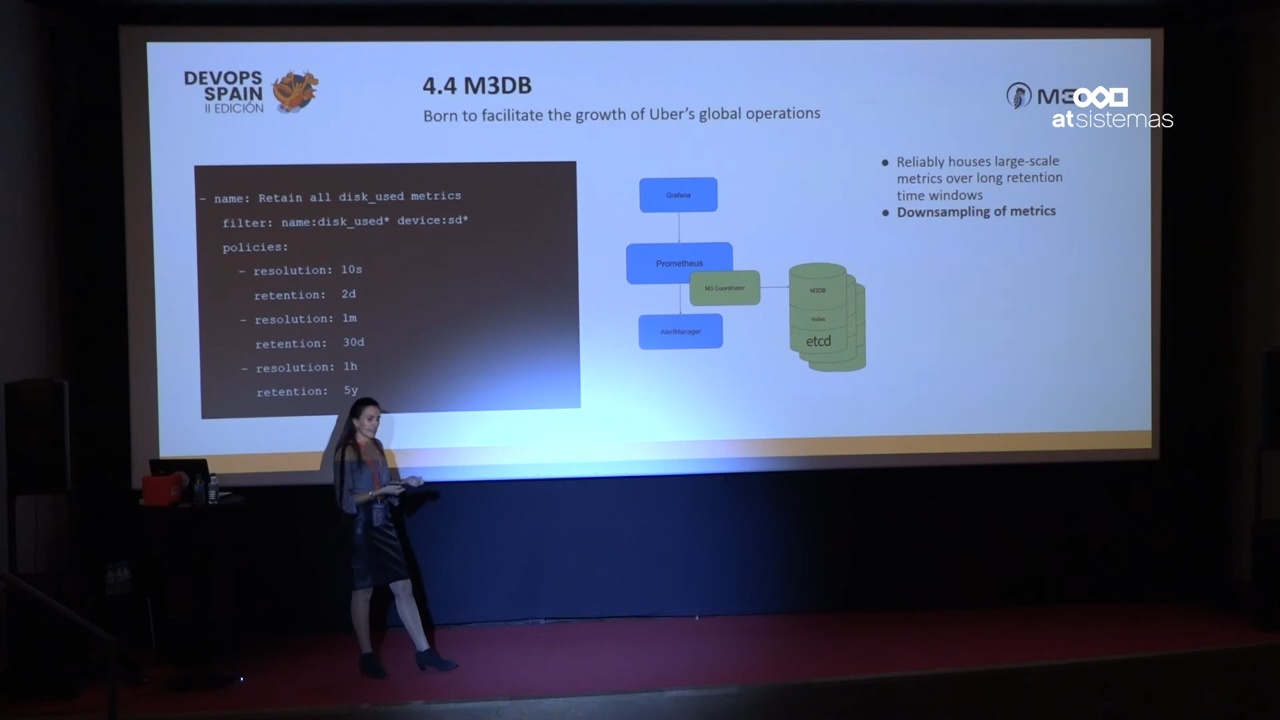 DEVOPS
SPAIN
II EDICIÓN
4.4 M3DB
Born to facilitate the growth of Uber's global operations
M3
atsistemas
- name: Retain all disk_used metrics
filter: name:disk_used* device:sd*
policies:
- resolution: 10s
retention: 2d
- resolution: 1m
retention: 30d
- resolution: 1h
retention: 5y
Grafana
Prometheus
M3 Coordinator
AlertManager
M3DB
Index
etcd
● Reliably houses large-scale
metrics over long retention
time windows
● Downsampling of metrics